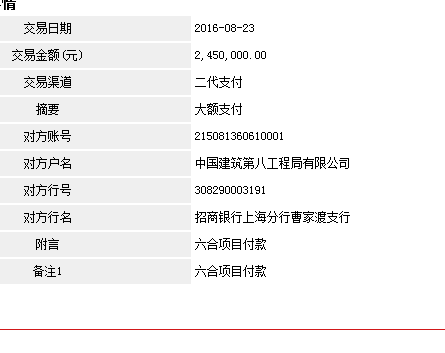 情
交易日期 2016-08-23
交易金额(元) 2,450,000.00
交易渠道 二代支付
摘要 大额支付
对方账号 215081360610001
对方户名 中国建筑第八工程局有限公司
对方行号 308290003191
对方行名 招商银行上海分行曹家渡支行
附言 六合项目付款
备注1 六合项目付款